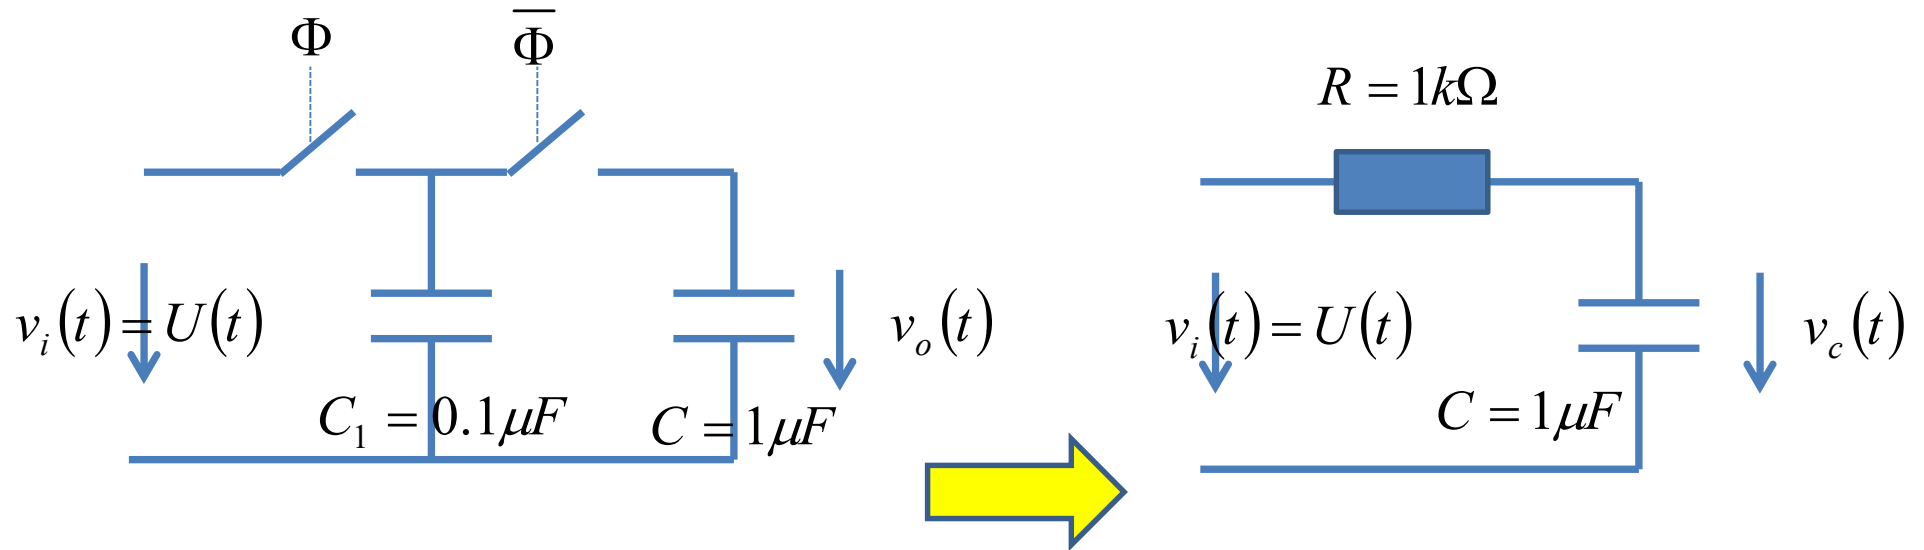 Φ
Φ̅
v_i(t) = U(t)
C_1 = 0.1μF
C = 1μF
v_o(t)
R = 1kΩ
v_i(t) = U(t)
C = 1μF
v_c(t)